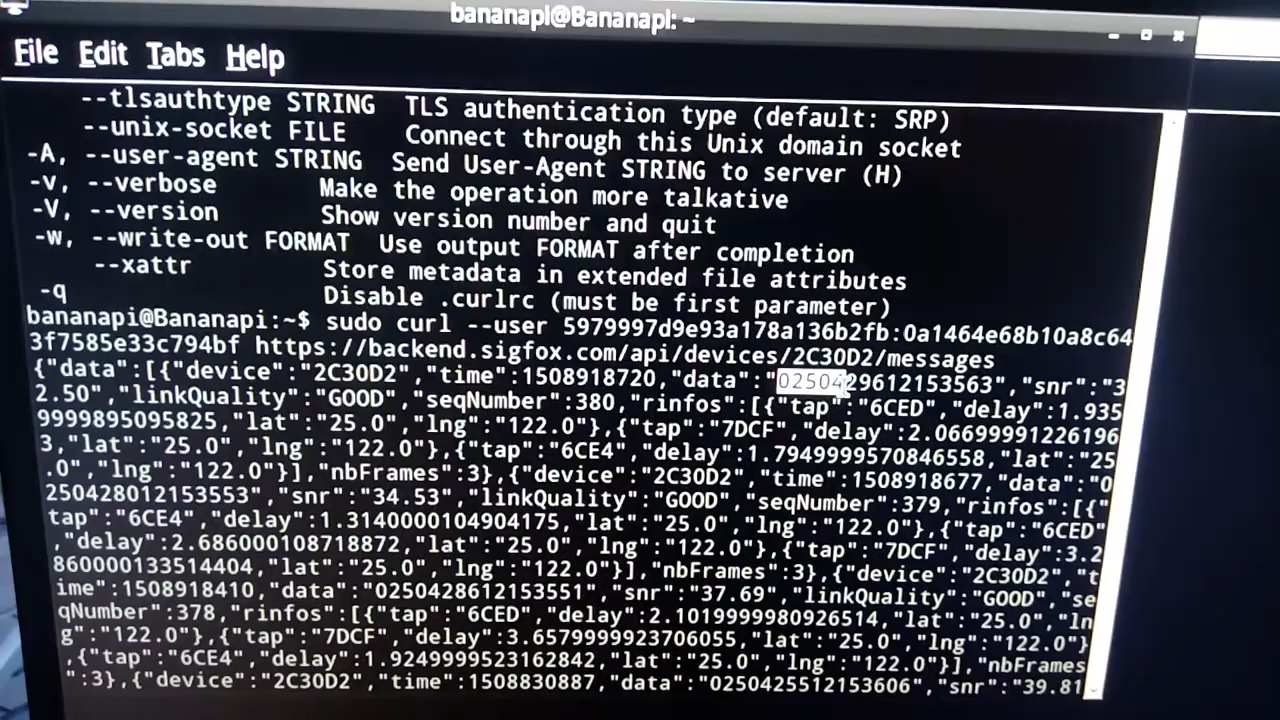 bananapi@Bananapi: ~
File Edit Tabs Help
--tlsauthtype STRING TLS authentication type (default: SRP)
--unix-socket FILE Connect through this Unix domain socket
-A, --user-agent STRING Send User-Agent STRING to server (H)
-v, --verbose Make the operation more talkative
-V, --version Show version number and quit
-w, --write-out FORMAT Use output FORMAT after completion
--xattr Store metadata in extended file attributes
-q Disable .curlrc (must be first parameter)
bananapi@Bananapi:~$ sudo curl --user 5979997d9e93a178a136b2fb:0a1464e68b10a8c64
3f7585e33c794bf https://backend.sigfox.com/api/devices/2C30D2/messages
{"data":[{"device":"2C30D2","time":1508918720,"data":"0250429612153563","snr":"3
2.50","linkQuality":"GOOD","seqNumber":380,"rinfos":[{"tap":"6CED","delay":1.935
9999895095825,"lat":"25.0","lng":"122.0"},{"tap":"7DCF","delay":2.06699991226196
3,"lat":"25.0","lng":"122.0"},{"tap":"6CE4","delay":1.7949999570846558,"lat":"25
.0","lng":"122.0"}],"nbFrames":3},{"device":"2C30D2","time":1508918677,"data":"0
250428012153553","snr":"34.53","linkQuality":"GOOD","seqNumber":379,"rinfos":[{"
tap":"6CE4","delay":1.3140000104904175,"lat":"25.0","lng":"122.0"},{"tap":"6CED"
,"delay":2.686000108718872,"lat":"25.0","lng":"122.0"},{"tap":"7DCF","delay":3.2
860000133514404,"lat":"25.0","lng":"122.0"}],"nbFrames":3},{"device":"2C30D2","t
ime":1508918410,"data":"0250428612153551","snr":"37.69","linkQuality":"GOOD","se
qNumber":378,"rinfos":[{"tap":"6CED","delay":2.1019999980926514,"lat":"25.0","ln
g":"122.0"},{"tap":"7DCF","delay":3.6579999923706055,"lat":"25.0","lng":"122.0"}
,{"tap":"6CE4","delay":1.9249999523162842,"lat":"25.0","lng":"122.0"}],"nbFrames
":3},{"device":"2C30D2","time":1508830887,"data":"0250425512153606","snr":"39.81